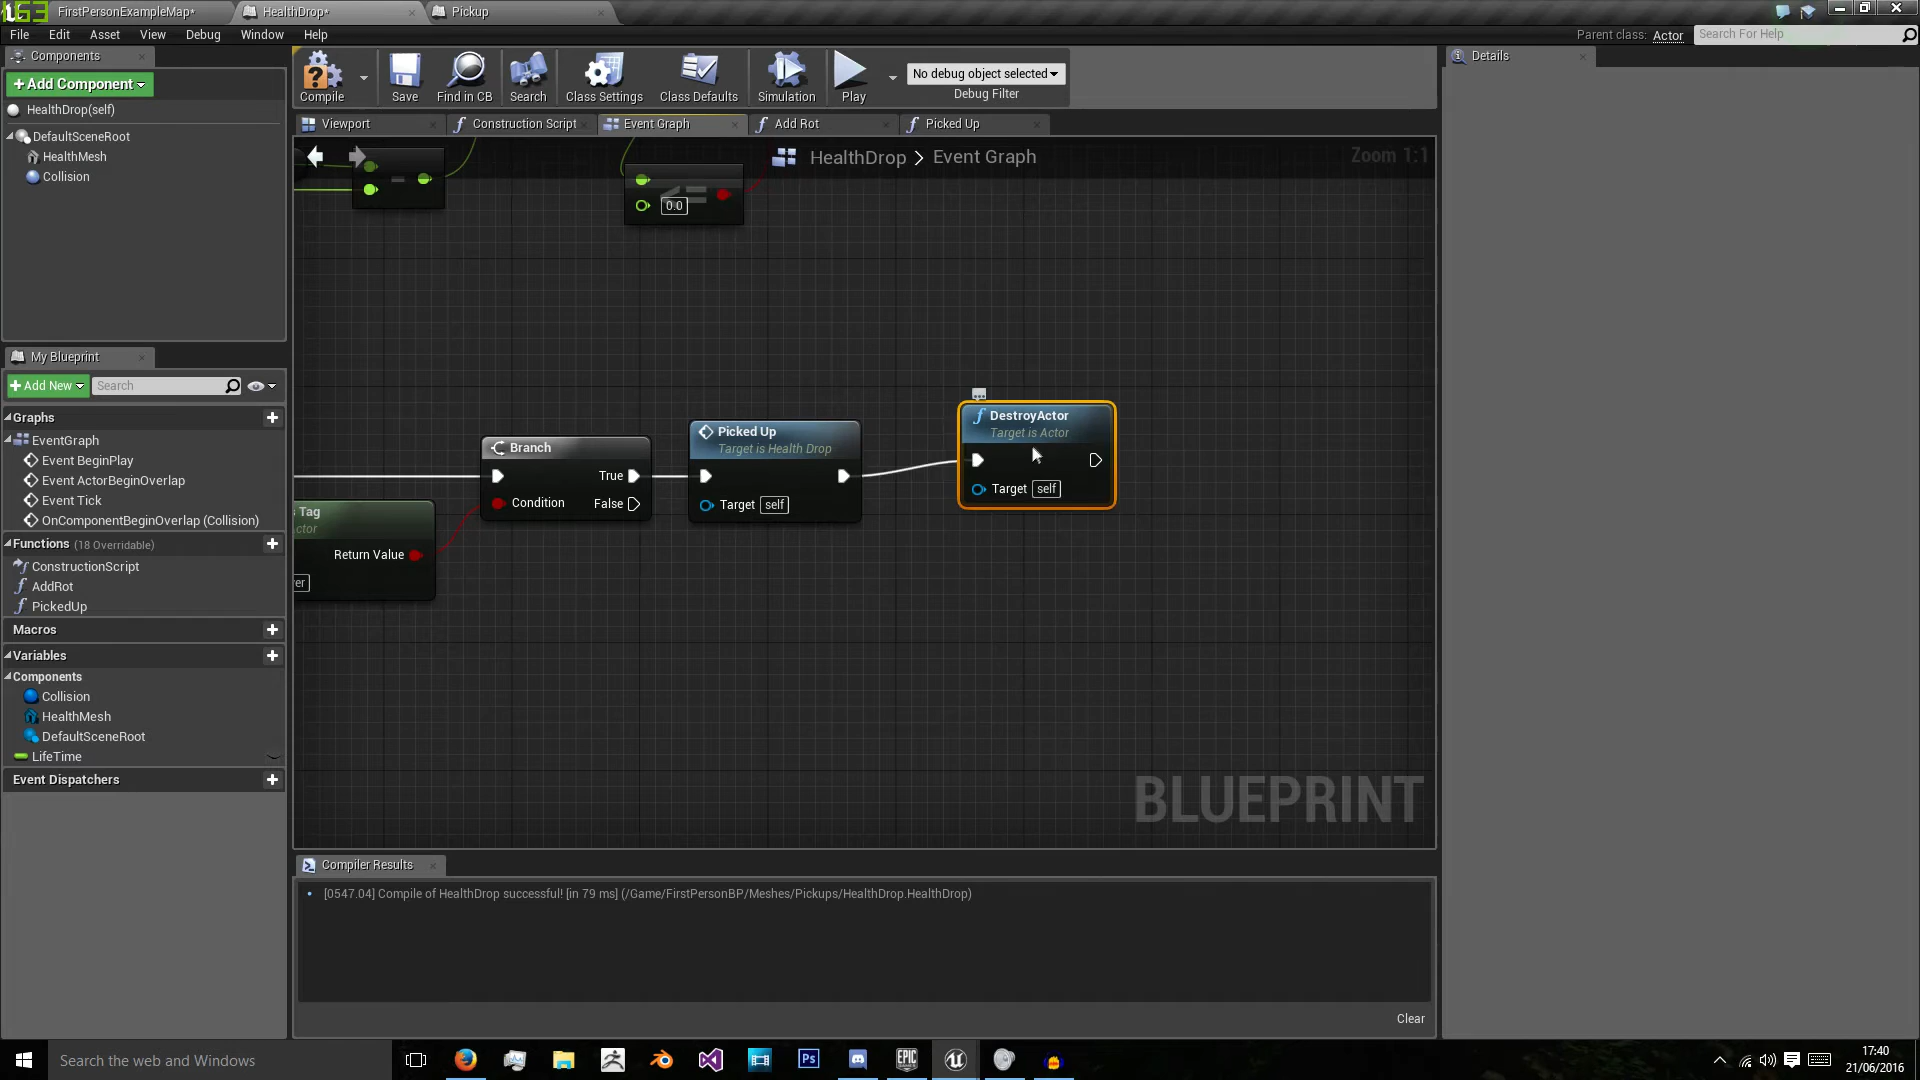 163
FirstPersonExampleMap*
HealthDrop*
Pickup
File Edit Asset View Debug Window Help
Parent class: Actor
Search For Help
Components
+Add Component
HealthDrop(self)
DefaultSceneRoot
HealthMesh
Collision
Compile
Save
Find in CB
Search
Class Settings
Class Defaults
Simulation
Play
No debug object selected
Debug Filter
Details
Viewport
Construction Script
Event Graph
Add Rot
Picked Up
HealthDrop > Event Graph
Zoom 1:1
0.0
Branch
True
Condition
False
Picked Up
Target is Health Drop
Target self
DestroyActor
Target is Actor
Target self
s Tag
ctor
Return Value
er
BLUEPRINT
My Blueprint
+Add New
Search
Graphs
EventGraph
Event BeginPlay
Event ActorBeginOverlap
Event Tick
OnComponentBeginOverlap (Collision)
Functions (18 Overridable)
ConstructionScript
AddRot
PickedUp
Macros
Variables
Components
Collision
HealthMesh
DefaultSceneRoot
LifeTime
Event Dispatchers
Compiler Results
[0547.04] Compile of HealthDrop successful! [in 79 ms] (/Game/FirstPersonBP/Meshes/Pickups/HealthDrop.HealthDrop)
Clear
Search the web and Windows
Ps
EPIC
17:40
21/06/2016